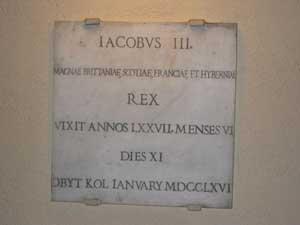 IACOBVS III.
MAGNAE BRITTANIAE, SCOTIAE, FRANCIAE, ET HYBERNIAE
REX
VIXIT ANNOS LXXVII. MENSES VI
DIES XI
OBYT KOL IANVARY. MDCCLXVI